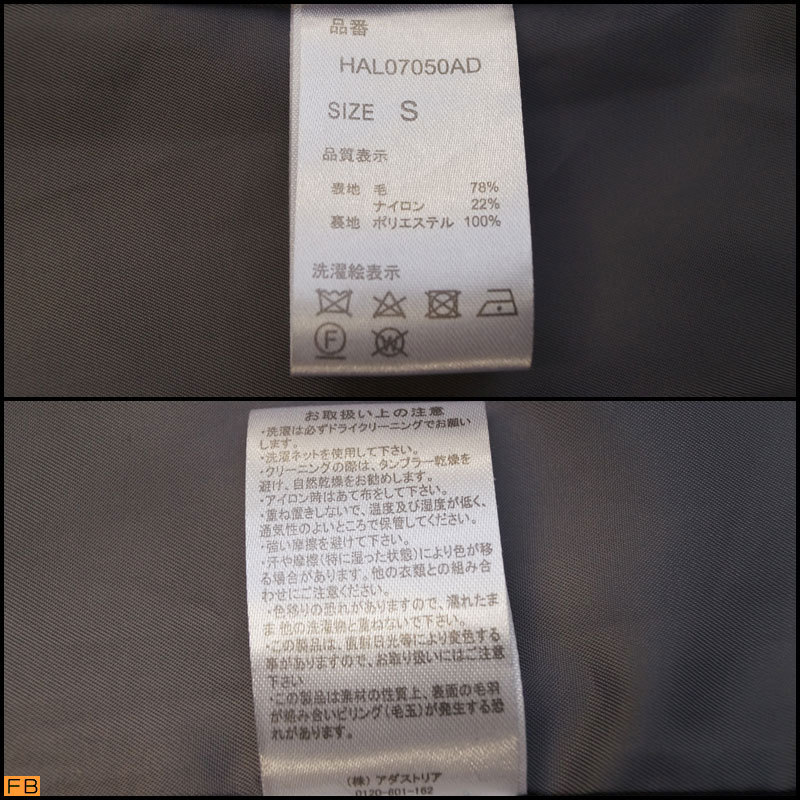 品番
HAL07050AD
SIZE S
品質表示
表地 毛 78%
ナイロン 22%
裏地 ポリエステル 100%
洗濯絵表示
F W
お取扱い上の注意
・洗濯は必ずドライクリーニングでお願い
します。
・洗濯ネットを使用して下さい。
・クリーニングの際は、タンブラー乾燥を
避け、自然乾燥をお勧めします。
・アイロン時はあて布をして下さい。
・重ね置きしないで、温度及び湿度が低く、
通気性のよいところで保管してください。
・強い摩擦を避けて下さい。
・汗や摩擦(特に湿った状態)により色が移
る場合があります。他の衣類との組み合
わせにご注意ください。
・色移りの恐れがありますので、濡れたま
ま他の洗濯物と重ねないで下さい。
・この製品は、直射日光等により変色する
事がありますので、お取り扱いにはご注意
下さい
・この製品は素材の性質上、表面の毛羽
が絡み合いピリング(毛玉)が発生する恐
れがあります。
(株) アダストリア
0120-601-162
FB